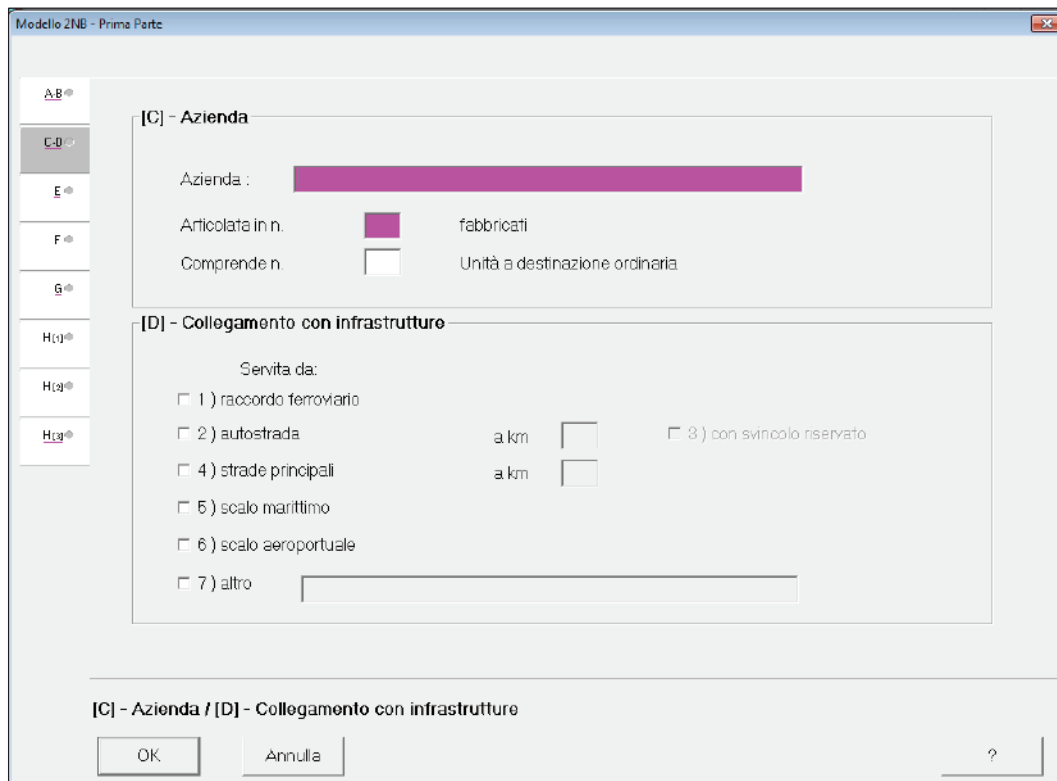 Modello 2NB - Prima Parte
A-B
C-D
E
F
G
H[1]
H[2]
H[3]
[C] - Azienda
Azienda :
Articolata in n. fabbricati
Comprende n. Unità a destinazione ordinaria
[D] - Collegamento con infrastrutture
Servita da:
1 ) raccordo ferroviario
2 ) autostrada a km 3 ) con svincolo riservato
4 ) strade principali a km
5 ) scalo marittimo
6 ) scalo aeroportuale
7 ) altro
[C] - Azienda / [D] - Collegamento con infrastrutture
OK Annulla ?